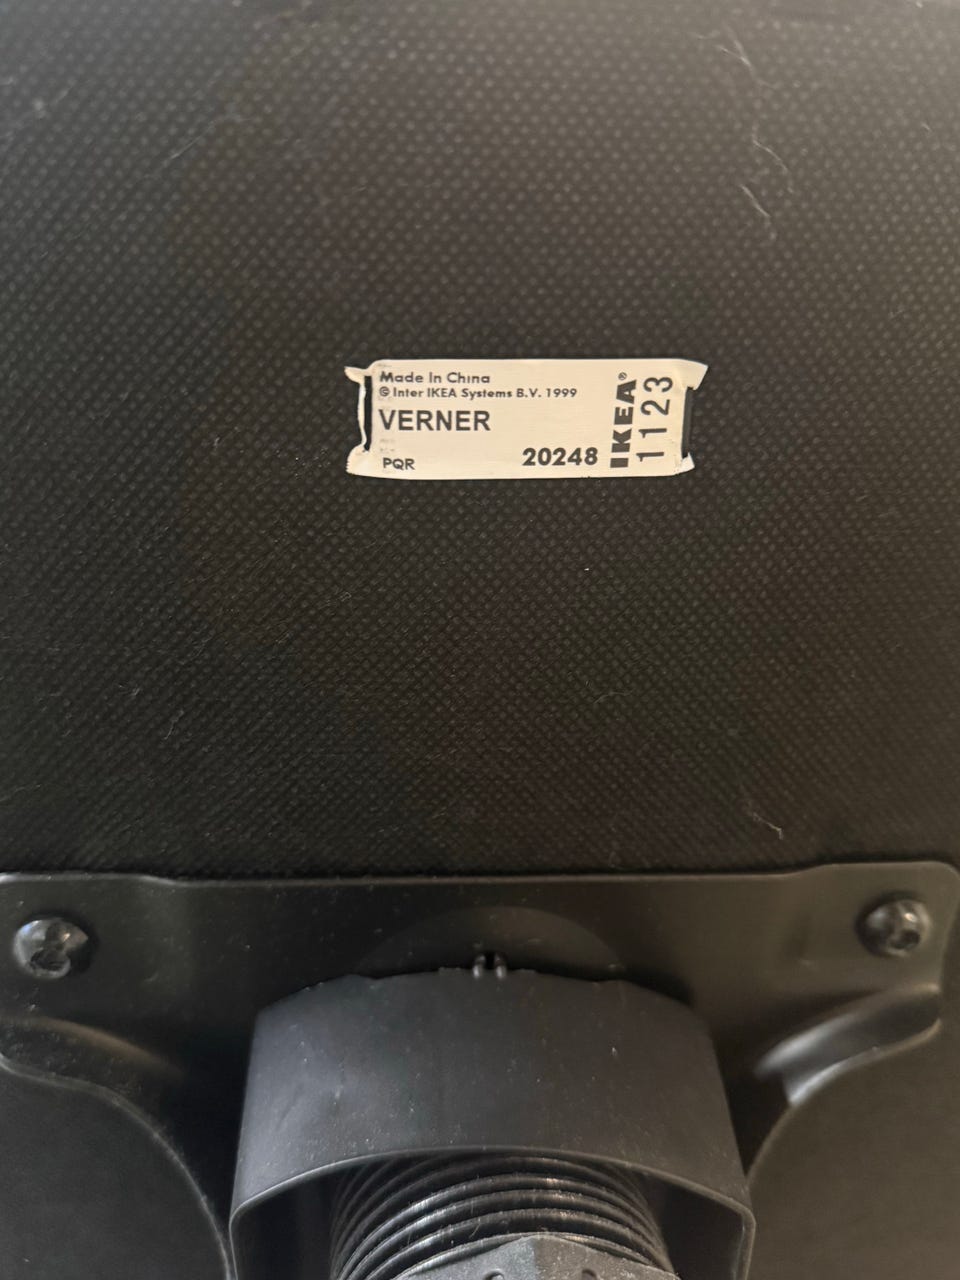 Made In China
© Inter IKEA Systems B.V. 1999
VERNER
PQR
20248
IKEA®
1123